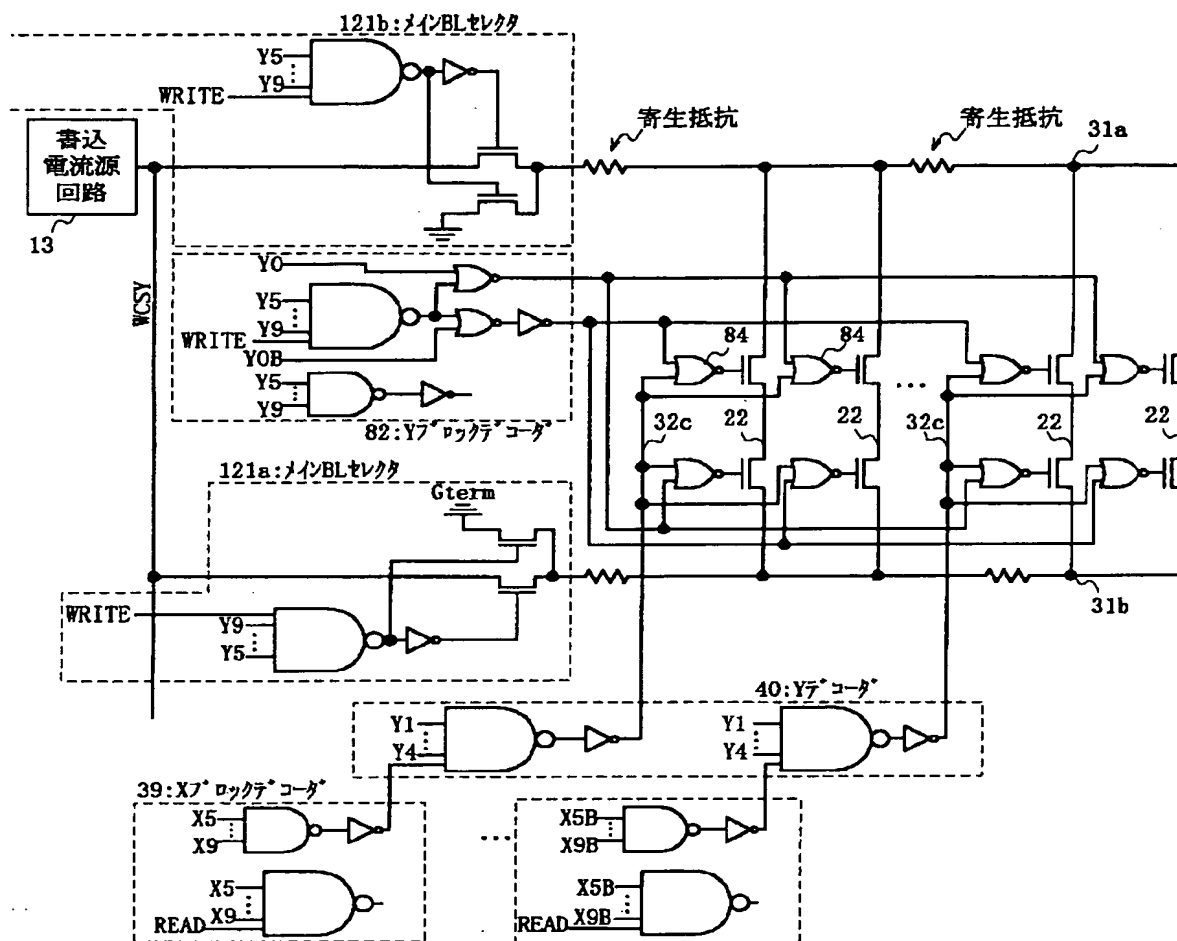 121b:メインBLセレクタ
Y5
Y9
WRITE
書込
電流源
回路
13
寄生抵抗
寄生抵抗
31a
WCSY
Y0
Y5
Y9
WRITE
Y0B
Y5
Y9
82:Yブロックデコーダ
84
84
32c
22
22
32c
22
22
121a:メインBLセレクタ
Gterm
WRITE
Y9
Y5
31b
40:Yデコーダ
Y1
Y4
Y1
Y4
39:Xブロックデコーダ
X5
X9
X5
X9
READ
X5B
X9B
X5B
X9B
READ